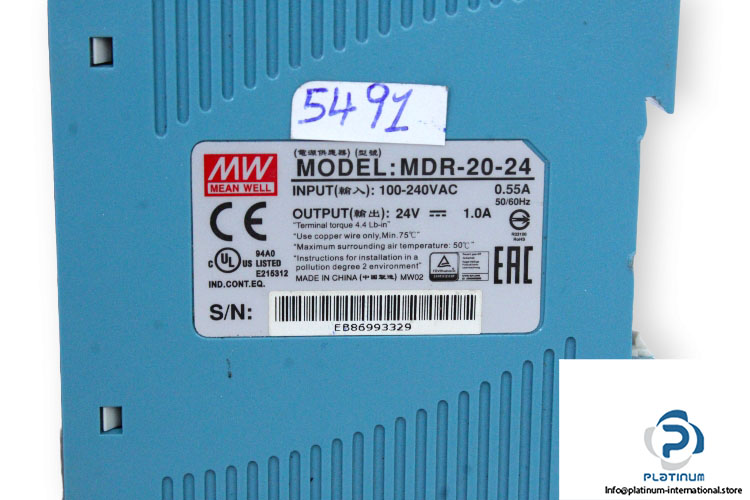 5491
(電源供應器) (型號)
MW
MEAN WELL
MODEL:MDR-20-24
INPUT(輸入): 100-240VAC 0.55A
50/60Hz
OUTPUT(輸出): 24V 1.0A
"Terminal torque 4.4 Lb-in"
"Use copper wire only, Min.75℃"
"Maximum surrounding air temperature: 50℃"
"Instructions for installation in a
pollution degree 2 environment"
MADE IN CHINA (中國製造) MW02
CE
c UL US LISTED
94A0
E215312
IND.CONT.EQ.
R33100
RoHS
EAC
S/N:
EB86993329
PLATINUM
Info@platinum-international.store